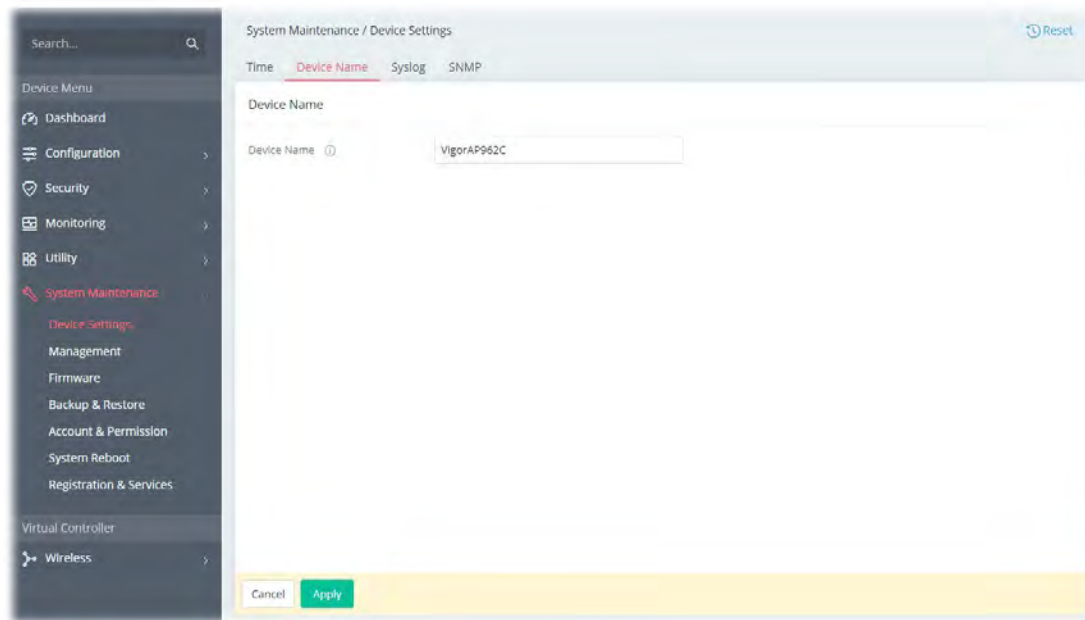 Search...
Device Menu
Dashboard
Configuration
Security
Monitoring
Utility
System Maintenance
Device Settings
Management
Firmware
Backup & Restore
Account & Permission
System Reboot
Registration & Services
Virtual Controller
Wireless
System Maintenance / Device Settings
Reset
Time Device Name Syslog SNMP
Device Name
Device Name VigorAP962C
Cancel Apply